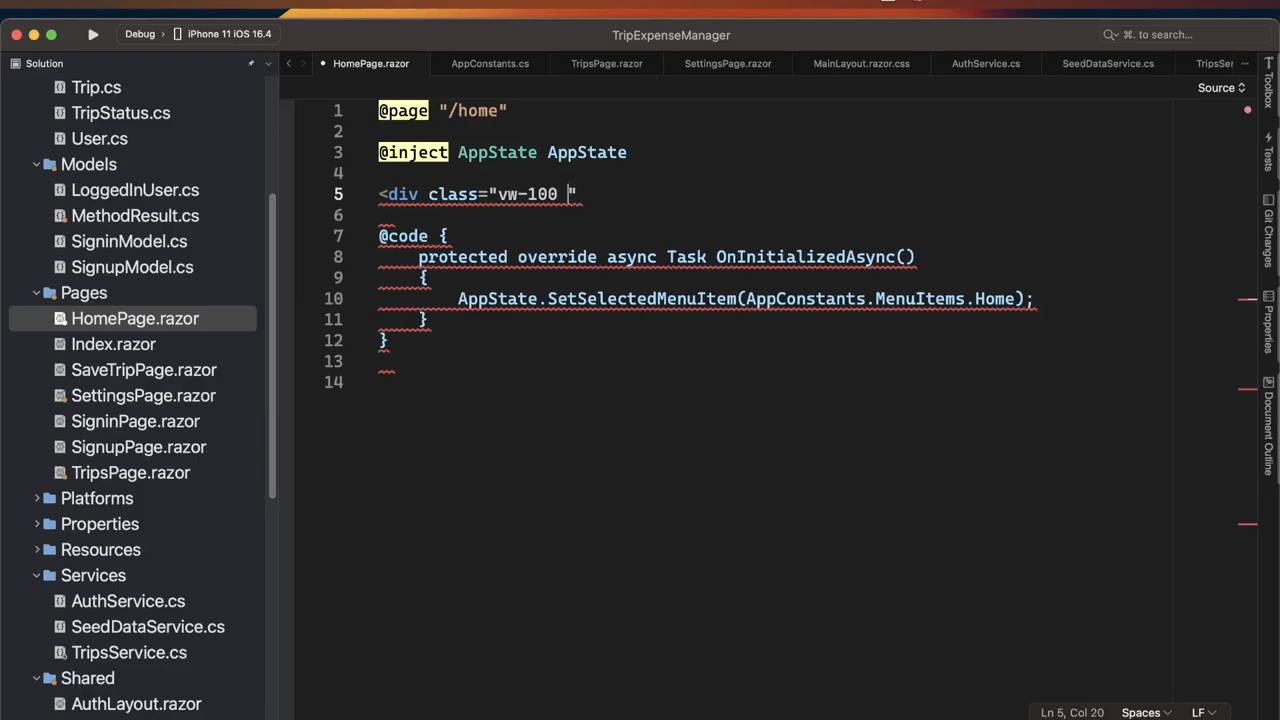 Debug › iPhone 11 iOS 16.4
TripExpenseManager
⌘. to search...
Solution
HomePage.razor
AppConstants.cs
TripsPage.razor
SettingsPage.razor
MainLayout.razor.css
AuthService.cs
SeedDataService.cs
TripsSer
Source
Trip.cs
TripStatus.cs
User.cs
Models
LoggedInUser.cs
MethodResult.cs
SigninModel.cs
SignupModel.cs
Pages
HomePage.razor
Index.razor
SaveTripPage.razor
SettingsPage.razor
SigninPage.razor
SignupPage.razor
TripsPage.razor
Platforms
Properties
Resources
Services
AuthService.cs
SeedDataService.cs
TripsService.cs
Shared
AuthLayout.razor
1 @page "/home"
2
3 @inject AppState AppState
4
5 <div class="vw-100 "
6
7 @code {
8 protected override async Task OnInitializedAsync()
9 {
10 AppState.SetSelectedMenuItem(AppConstants.MenuItems.Home);
11 }
12 }
13
14
Toolbox
Tests
Git Changes
Properties
Document Outline
Ln 5, Col 20 Spaces LF